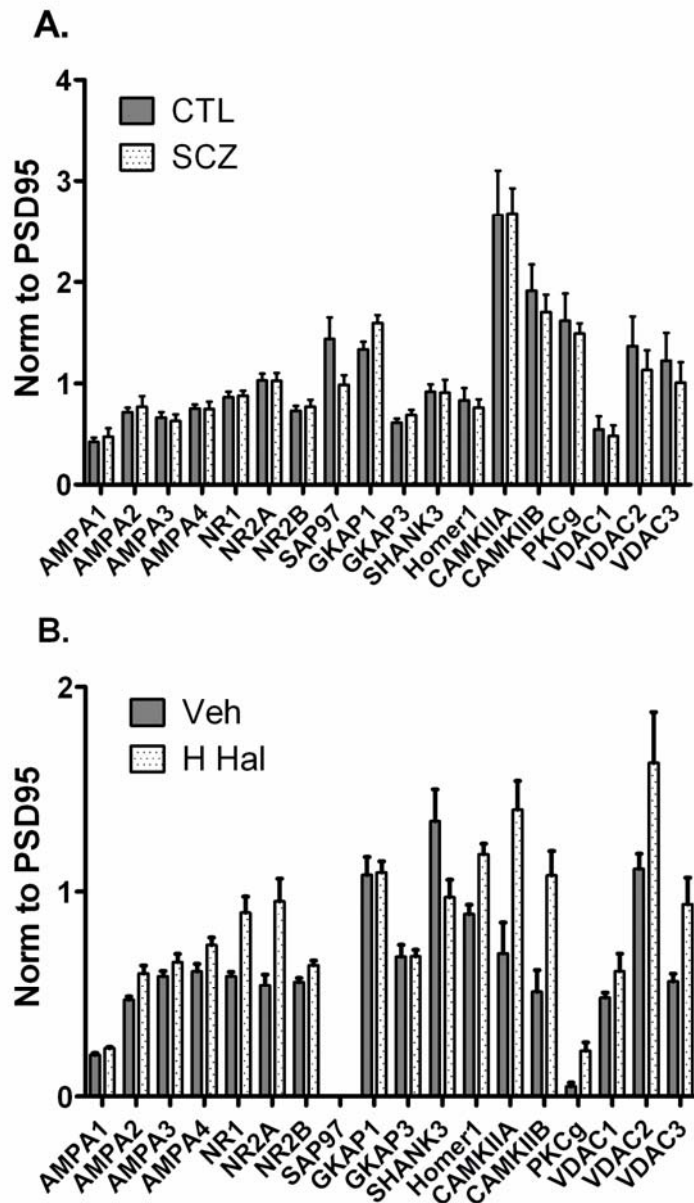 A.
4
3
2
1
0
Norm to PSD95
CTL
SCZ
AMPA1
AMPA2
AMPA3
AMPA4
NR1
NR2A
NR2B
SAP97
GKAP1
GKAP3
SHANK3
Homer1
CAMKIIA
CAMKIIB
PKCg
VDAC1
VDAC2
VDAC3
B.
2
1
0
Norm to PSD95
Veh
H Hal
AMPA1
AMPA2
AMPA3
AMPA4
NR1
NR2A
NR2B
SAP97
GKAP1
GKAP3
SHANK3
Homer1
CAMKIIA
CAMKIIB
PKCg
VDAC1
VDAC2
VDAC3